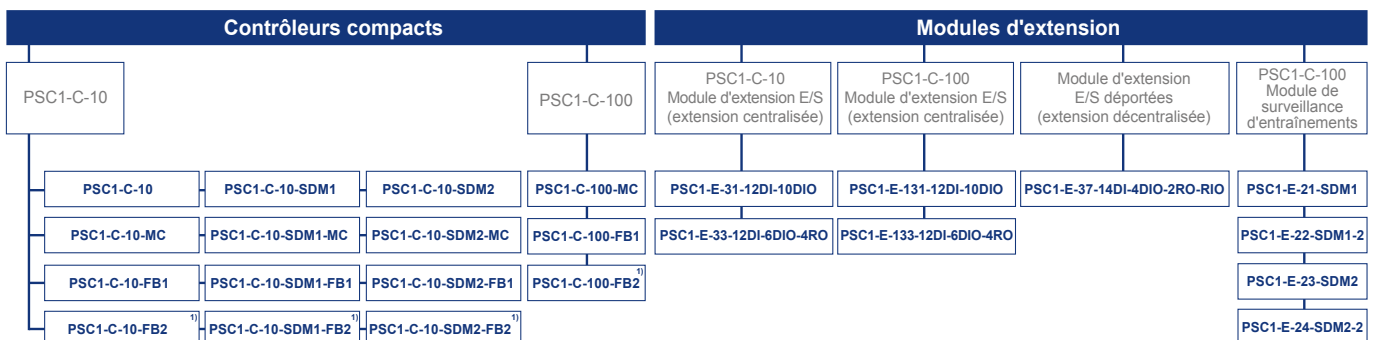 Contrôleurs compacts
Modules d'extension
PSC1-C-10
PSC1-C-100
PSC1-C-10
Module d'extension E/S
(extension centralisée)
PSC1-C-100
Module d'extension E/S
(extension centralisée)
Module d'extension
E/S déportées
(extension décentralisée)
PSC1-C-100
Module de
surveillance
d'entraînements
PSC1-C-10
PSC1-C-10-SDM1
PSC1-C-10-SDM2
PSC1-C-100-MC
PSC1-E-31-12DI-10DIO
PSC1-E-131-12DI-10DIO
PSC1-E-37-14DI-4DIO-2RO-RIO
PSC1-E-21-SDM1
PSC1-C-10-MC
PSC1-C-10-SDM1-MC
PSC1-C-10-SDM2-MC
PSC1-C-100-FB1
PSC1-E-33-12DI-6DIO-4RO
PSC1-E-133-12DI-6DIO-4RO
PSC1-E-22-SDM1-2
PSC1-C-10-FB1
PSC1-C-10-SDM1-FB1
PSC1-C-10-SDM2-FB1
PSC1-C-100-FB2 1)
PSC1-E-23-SDM2
PSC1-C-10-FB2 1)
PSC1-C-10-SDM1-FB2 1)
PSC1-C-10-SDM2-FB2 1)
PSC1-E-24-SDM2-2